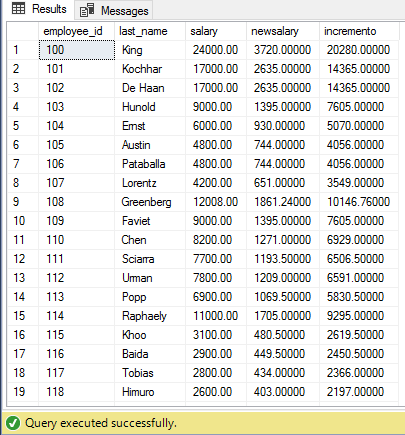 Results Messages
employee_id last_name salary newsalary incremento
1 100 King 24000.00 3720.00000 20280.00000
2 101 Kochhar 17000.00 2635.00000 14365.00000
3 102 De Haan 17000.00 2635.00000 14365.00000
4 103 Hunold 9000.00 1395.00000 7605.00000
5 104 Ernst 6000.00 930.00000 5070.00000
6 105 Austin 4800.00 744.00000 4056.00000
7 106 Pataballa 4800.00 744.00000 4056.00000
8 107 Lorentz 4200.00 651.00000 3549.00000
9 108 Greenberg 12008.00 1861.24000 10146.76000
10 109 Faviet 9000.00 1395.00000 7605.00000
11 110 Chen 8200.00 1271.00000 6929.00000
12 111 Sciarra 7700.00 1193.50000 6506.50000
13 112 Urman 7800.00 1209.00000 6591.00000
14 113 Popp 6900.00 1069.50000 5830.50000
15 114 Raphaely 11000.00 1705.00000 9295.00000
16 115 Khoo 3100.00 480.50000 2619.50000
17 116 Baida 2900.00 449.50000 2450.50000
18 117 Tobias 2800.00 434.00000 2366.00000
19 118 Himuro 2600.00 403.00000 2197.00000
Query executed successfully.